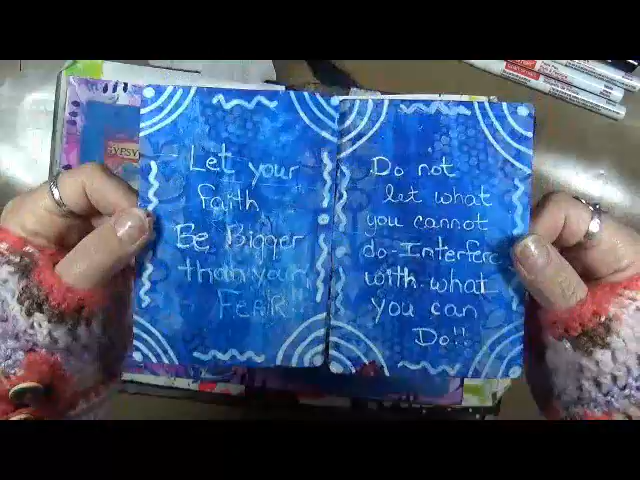 GYPSY
Let your
faith
Be Bigger
than your
Fear!!
Do not
let what
you cannot
do-Interfere
with what
you can
Do!!